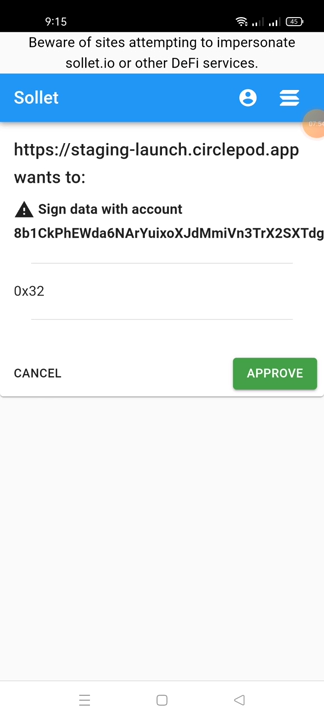 9:15
45
Beware of sites attempting to impersonate
sollet.io or other DeFi services.
Sollet
https://staging-launch.circlepod.app
wants to:
Sign data with account
8b1CkPhEWda6NArYuixoXJdMmiVn3TrX2SXTdg
0x32
CANCEL
APPROVE